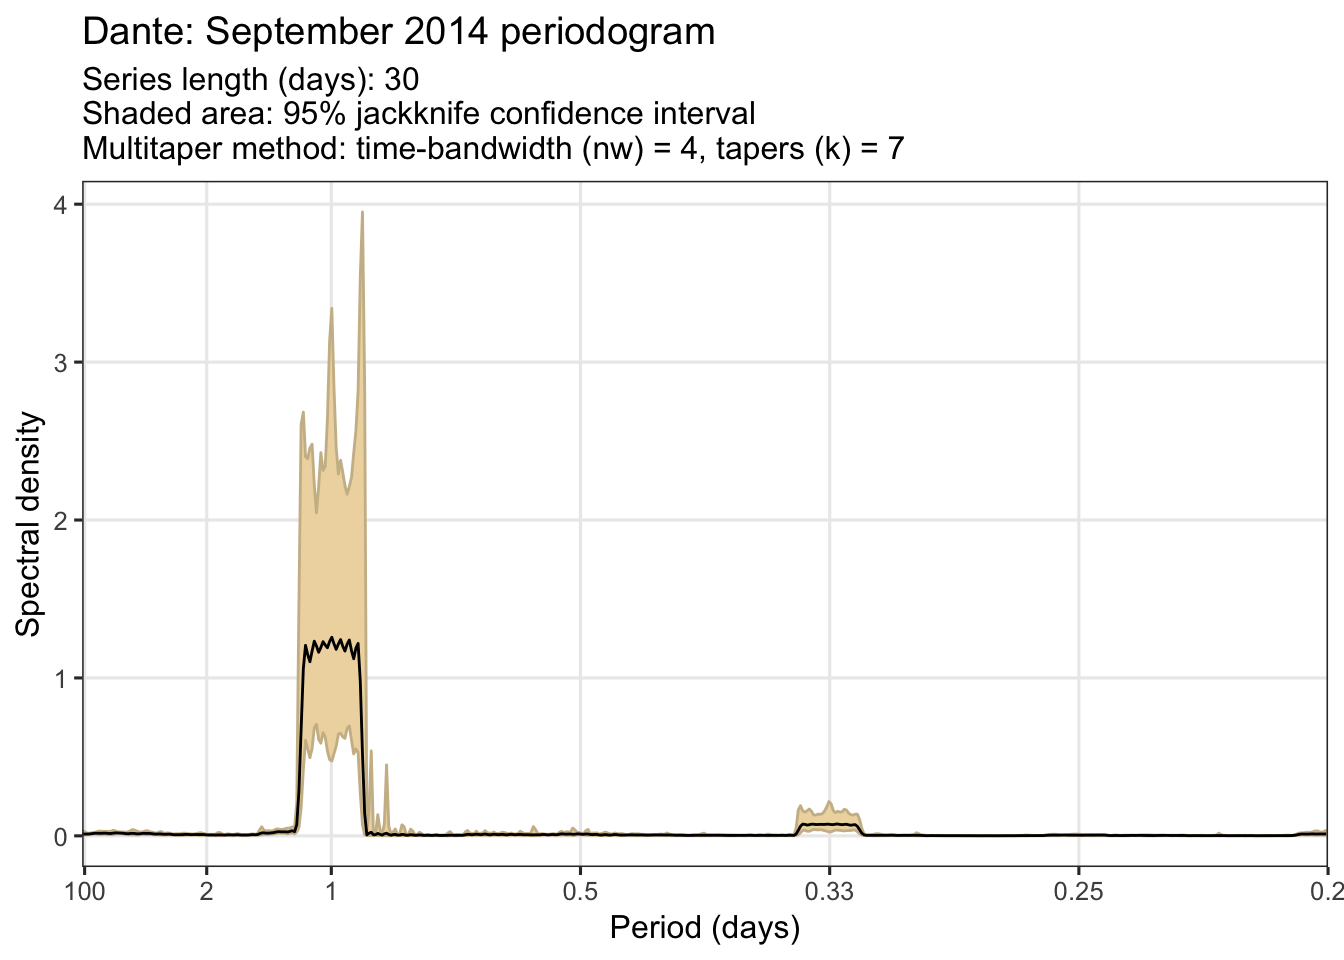 Dante: September 2014 periodogram
Series length (days): 30
Shaded area: 95% jackknife confidence interval
Multitaper method: time-bandwidth (nw) = 4, tapers (k) = 7
4
3
2
1
0
Spectral density
100 2 1 0.5 0.33 0.25 0.2
Period (days)